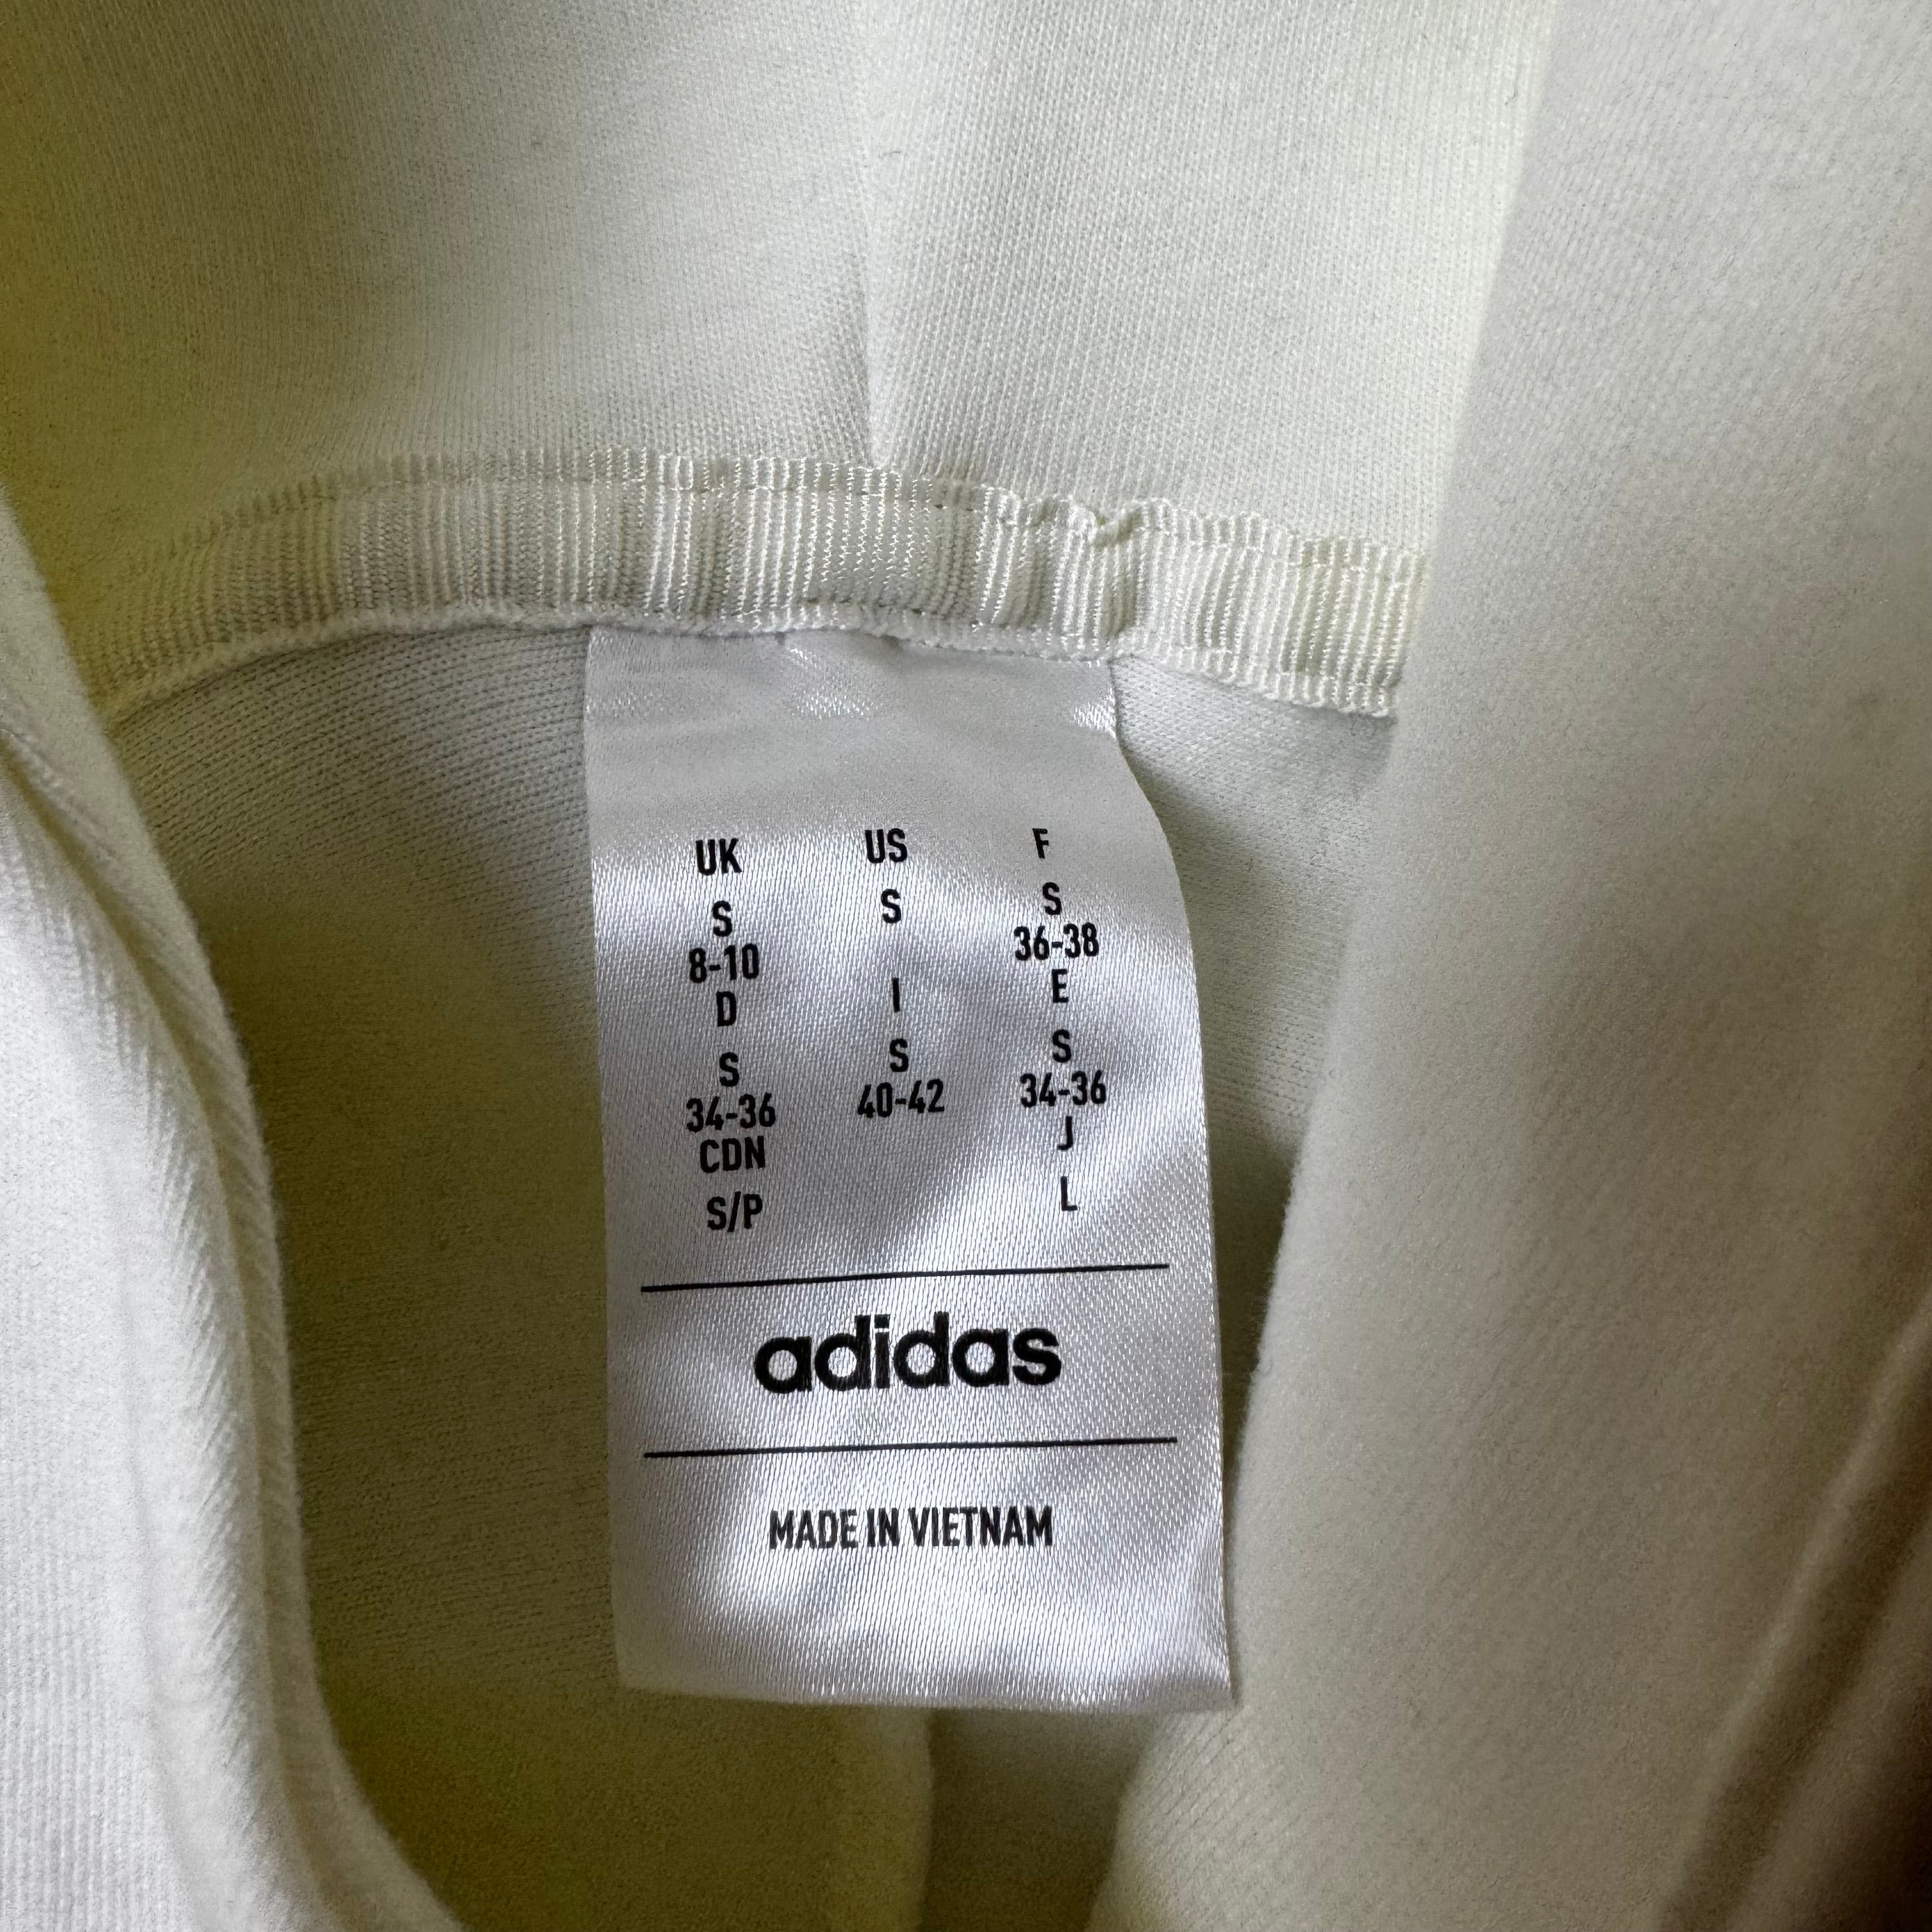 UK US F
S S S
8-10 36-38
D I E
S S S
34-36 40-42 34-36
CDN J
S/P L
adidas
MADE IN VIETNAM